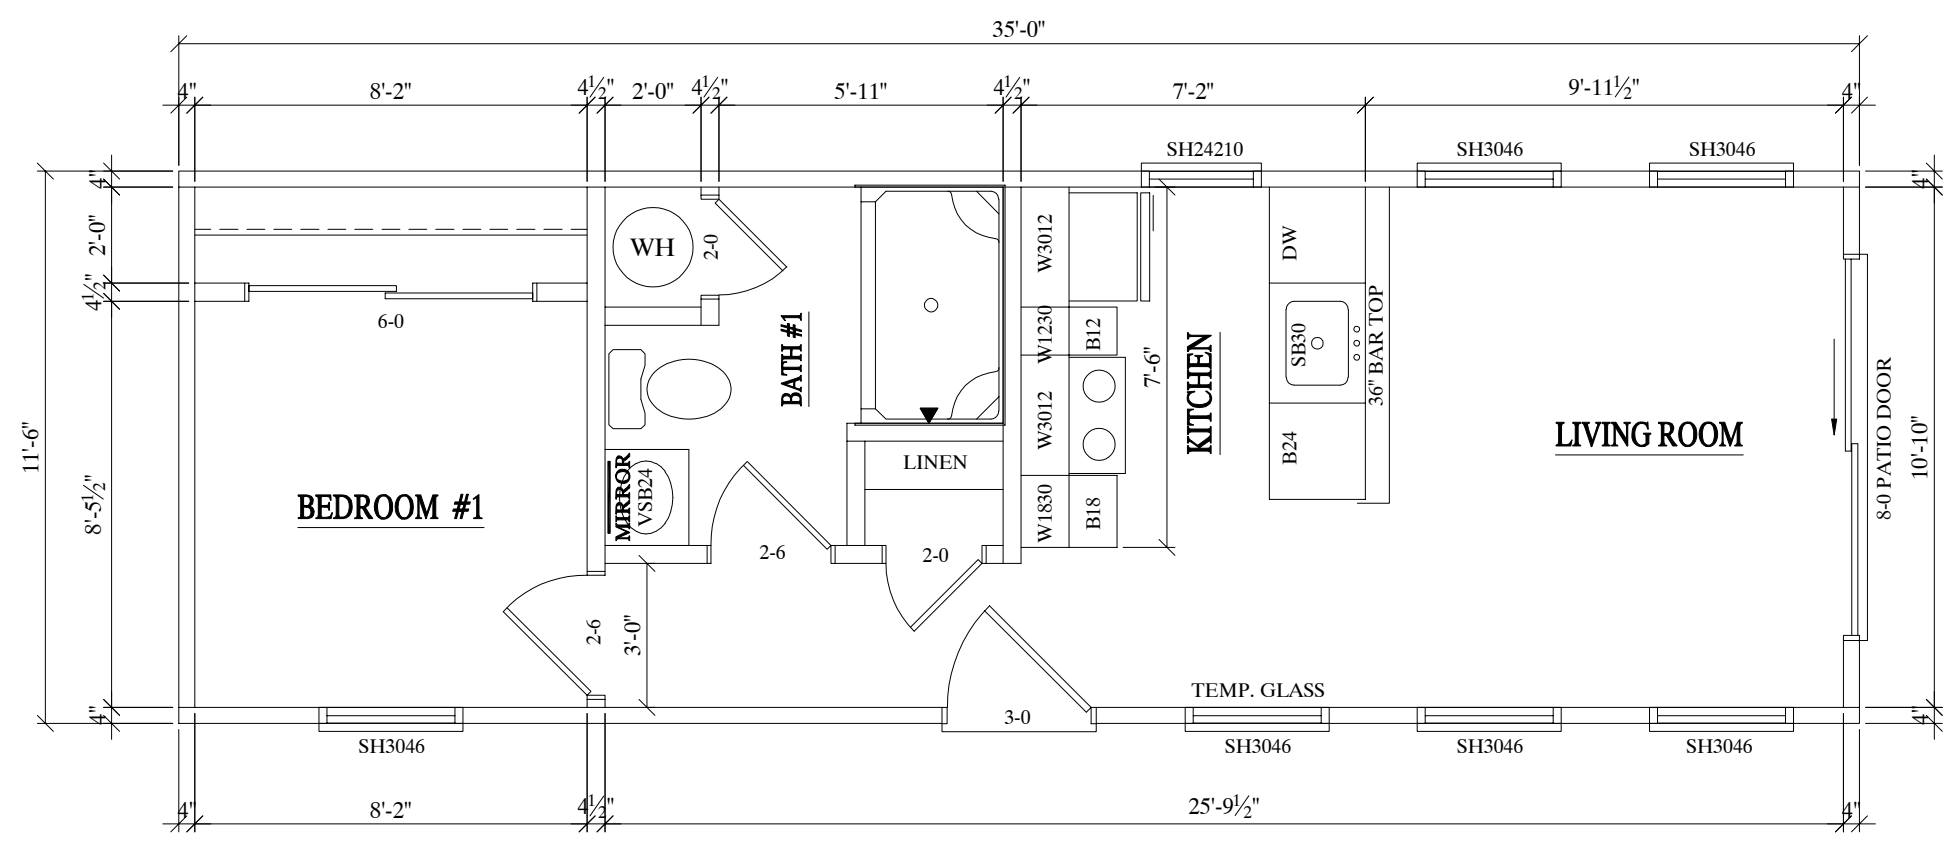 35'-0"
4"
8'-2"
4½"
2'-0"
4½"
5'-11"
4½"
7'-2"
9'-11½"
4"
SH24210
SH3046
SH3046
4"
2'-0"
4½"
8'-5½"
4"
11'-6"
6-0
BEDROOM #1
WH
2-0
BATH #1
MIRROR
VSB24
LINEN
2-6
2-0
2-6
3'-0"
3-0
W3012
W1230
B12
W3012
W1830
B18
7'-6"
KITCHEN
DW
SB30
B24
36" BAR TOP
LIVING ROOM
8-0 PATIO DOOR
4"
10'-10"
4"
TEMP. GLASS
SH3046
SH3046
SH3046
SH3046
4"
8'-2"
4½"
25'-9½"
4"